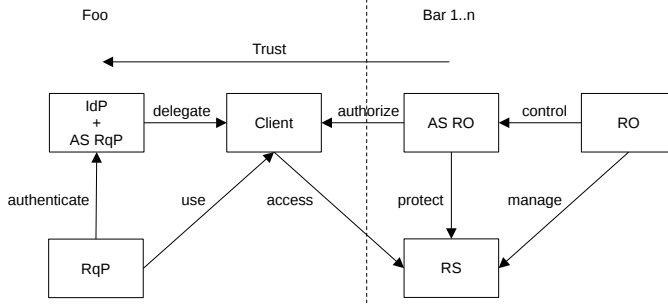 Foo
Bar 1..n
Trust
IdP
+
AS RqP
delegate
Client
authorize
AS RO
control
RO
authenticate
use
access
protect
manage
RqP
RS